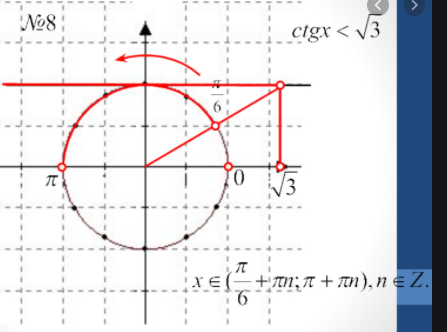 №8
ctgx < √3
π/6
π
0
√3
x ∈ (π/6 + πn; π + πn), n ∈ Z.